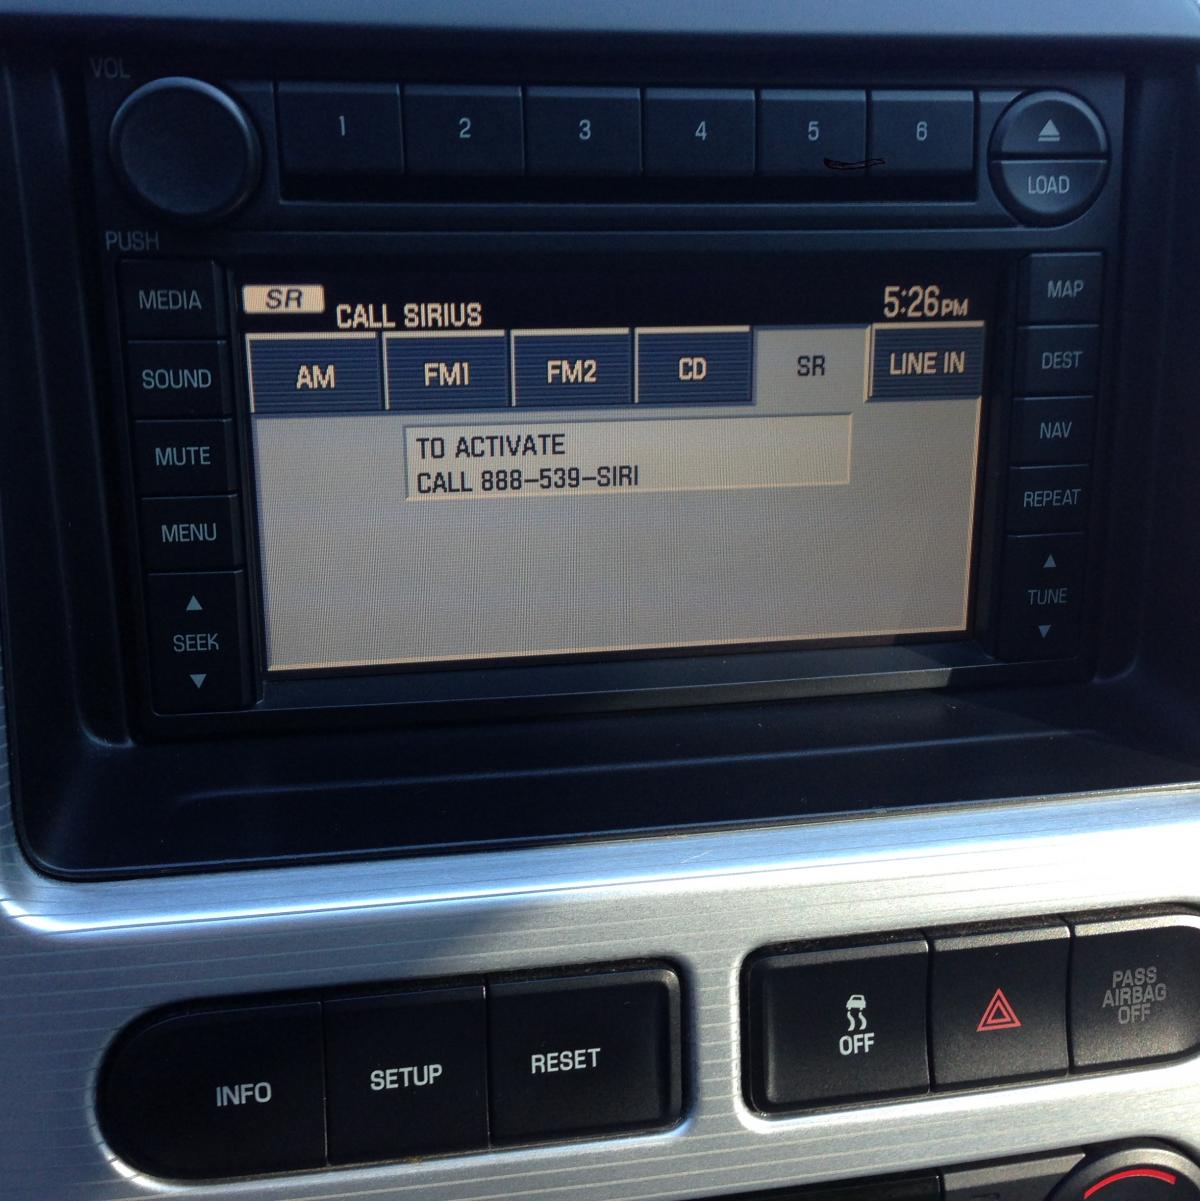 VOL
1 2 3 4 5 6
LOAD
PUSH
MEDIA
SOUND
MUTE
MENU
SEEK
SR
CALL SIRIUS
5:26PM
AM FM1 FM2 CD SR LINE IN
TO ACTIVATE
CALL 888-539-SIRI
MAP
DEST
NAV
REPEAT
TUNE
INFO SETUP RESET
OFF
PASS
AIRBAG
OFF